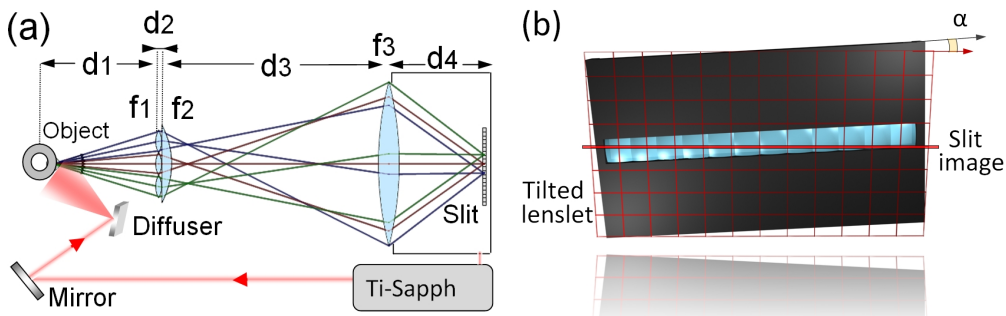 (a)
d2
d1
d3
f3
d4
f1
f2
Object
Diffuser
Slit
Mirror
Ti-Sapph
(b)
α
Slit
image
Tilted
lenslet